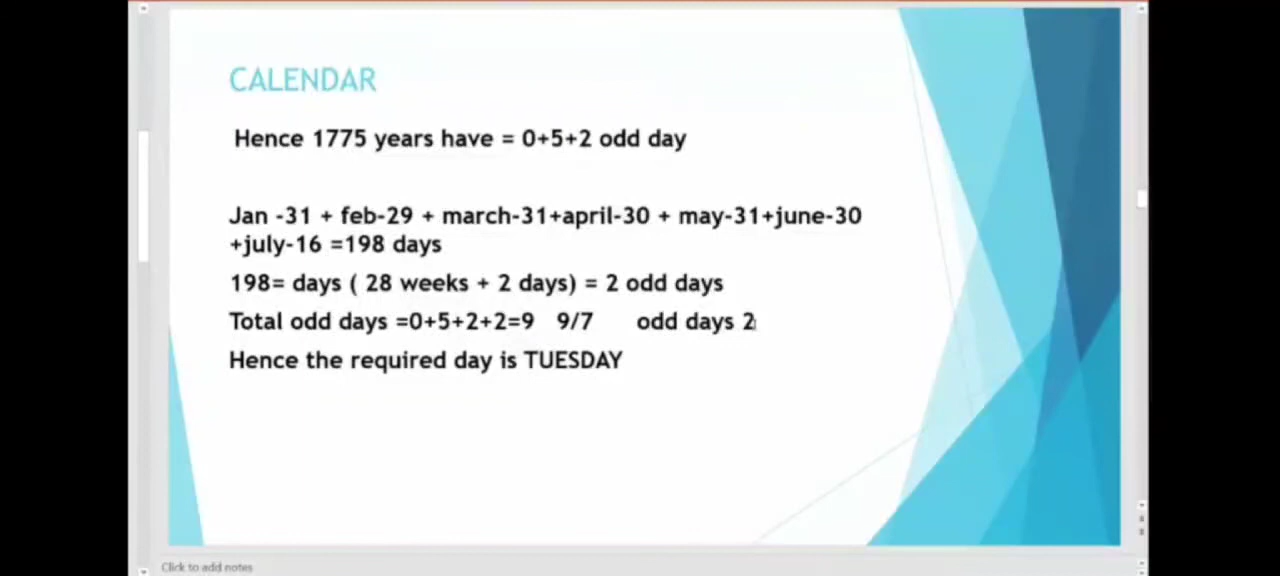 CALENDAR
Hence 1775 years have = 0+5+2 odd day
Jan -31 + feb-29 + march-31+april-30 + may-31+june-30
+july-16 =198 days
198= days ( 28 weeks + 2 days) = 2 odd days
Total odd days =0+5+2+2=9 9/7 odd days 2
Hence the required day is TUESDAY
Click to add notes